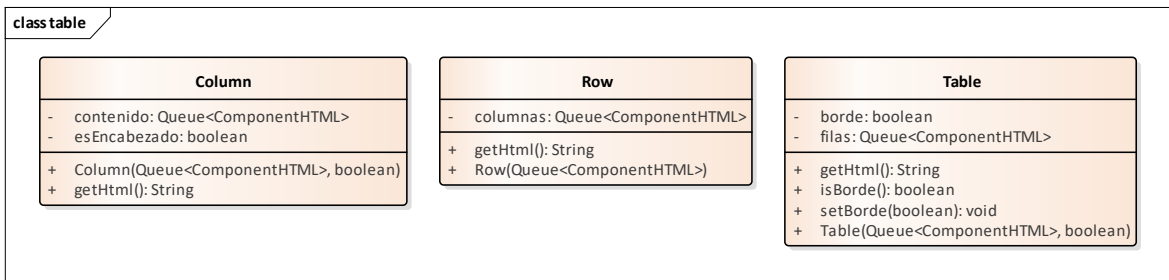 class table
Column
- contenido: Queue<ComponentHTML>
- esEncabezado: boolean
+ Column(Queue<ComponentHTML>, boolean)
+ getHtml(): String
Row
- columnas: Queue<ComponentHTML>
+ getHtml(): String
+ Row(Queue<ComponentHTML>)
Table
- borde: boolean
- filas: Queue<ComponentHTML>
+ getHtml(): String
+ isBorde(): boolean
+ setBorde(boolean): void
+ Table(Queue<ComponentHTML>, boolean)